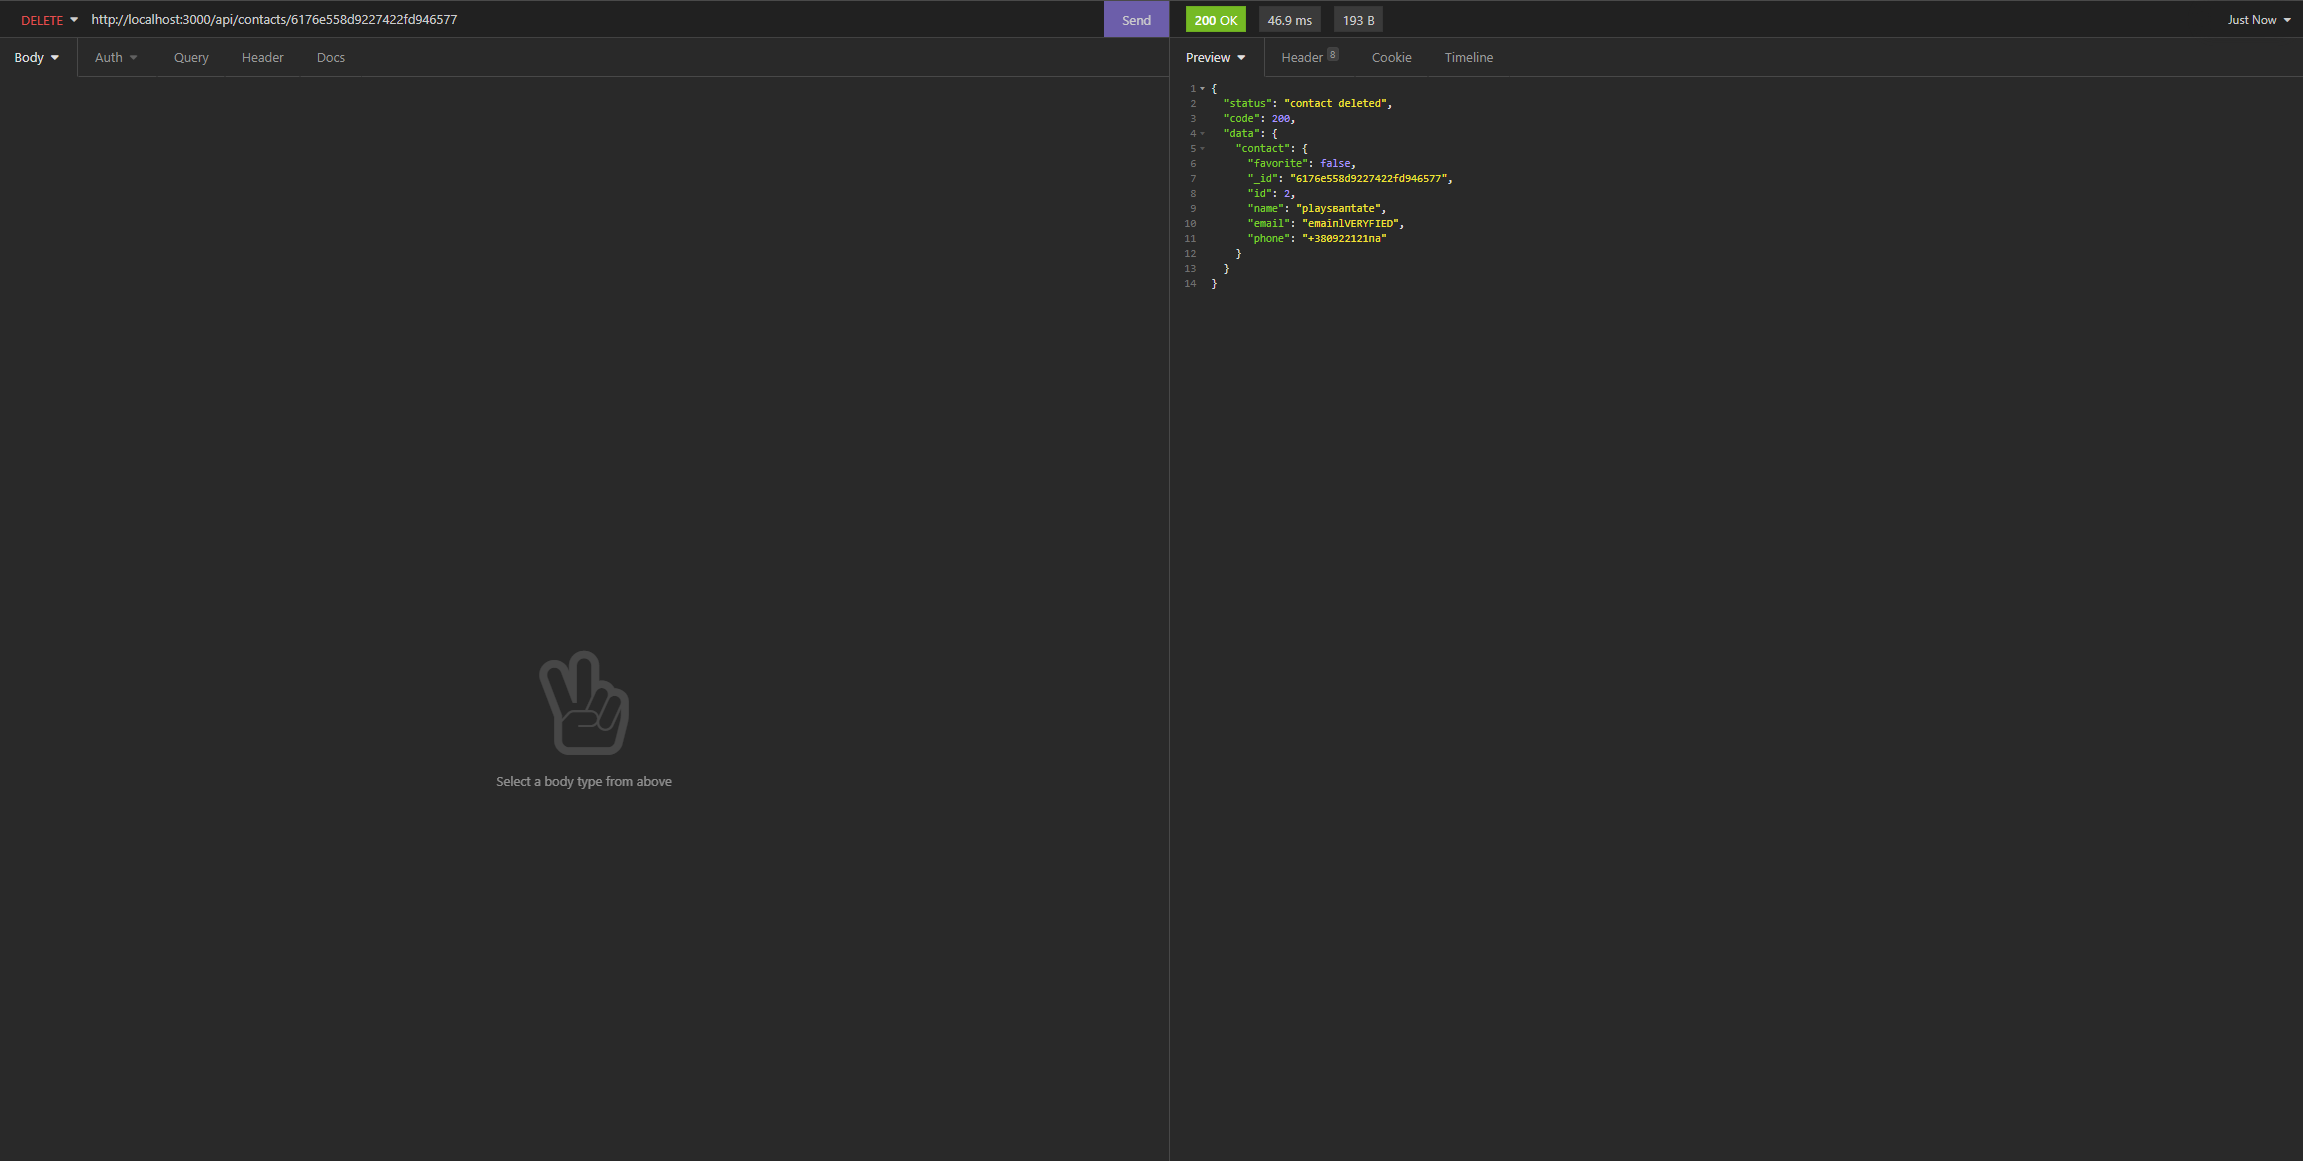 DELETE http://localhost:3000/api/contacts/6176e558d9227422fd946577 Send 200 OK 46.9 ms 193 B Just Now
Body Auth Query Header Docs
Preview Header 8 Cookie Timeline
1 {
2 "status": "contact deleted",
3 "code": 200,
4 "data": {
5 "contact": {
6 "favorite": false,
7 "_id": "6176e558d9227422fd946577",
8 "id": 2,
9 "name": "playsваптate",
10 "email": "emaiплVERYFIED",
11 "phone": "+380922121па"
12 }
13 }
14 }
Select a body type from above